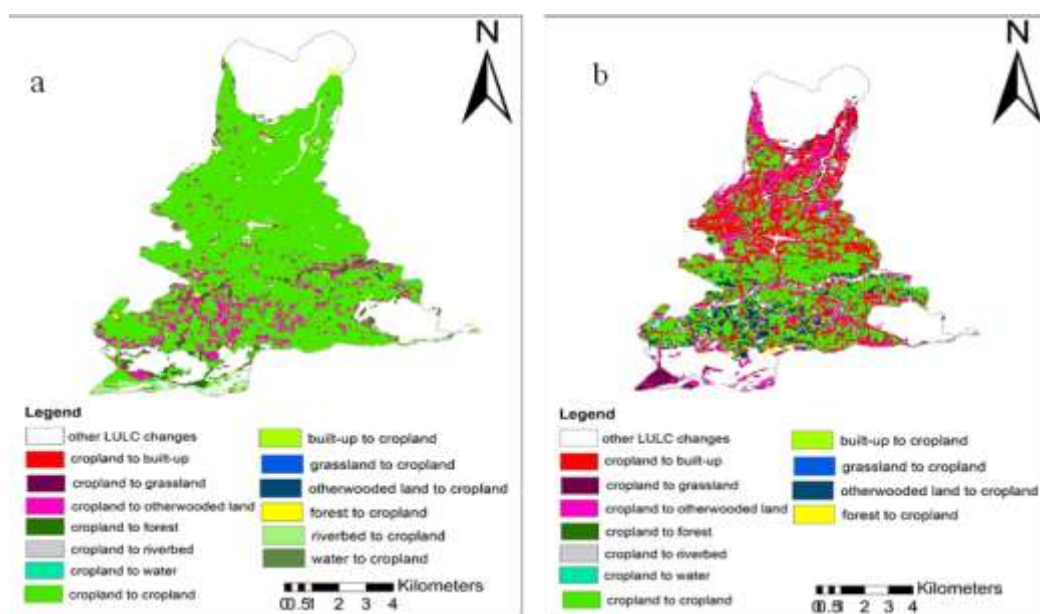 a
N
Legend
other LULC changes
cropland to built-up
cropland to grassland
cropland to otherwooded land
cropland to forest
cropland to riverbed
cropland to water
cropland to cropland
built-up to cropland
grassland to cropland
otherwooded land to cropland
forest to cropland
riverbed to cropland
water to cropland
Kilometers
00.51 2 3 4
b
N
Legend
other LULC changes
cropland to built-up
cropland to grassland
cropland to otherwooded land
cropland to forest
cropland to riverbed
cropland to water
cropland to cropland
built-up to cropland
grassland to cropland
otherwooded land to cropland
forest to cropland
Kilometers
00.51 2 3 4